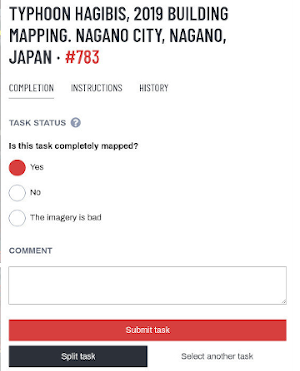 TYPHOON HAGIBIS, 2019 BUILDING
MAPPING. NAGANO CITY, NAGANO,
JAPAN · #783
COMPLETION INSTRUCTIONS HISTORY
TASK STATUS ?
Is this task completely mapped?
Yes
No
The imagery is bad
COMMENT
Submit task
Split task Select another task